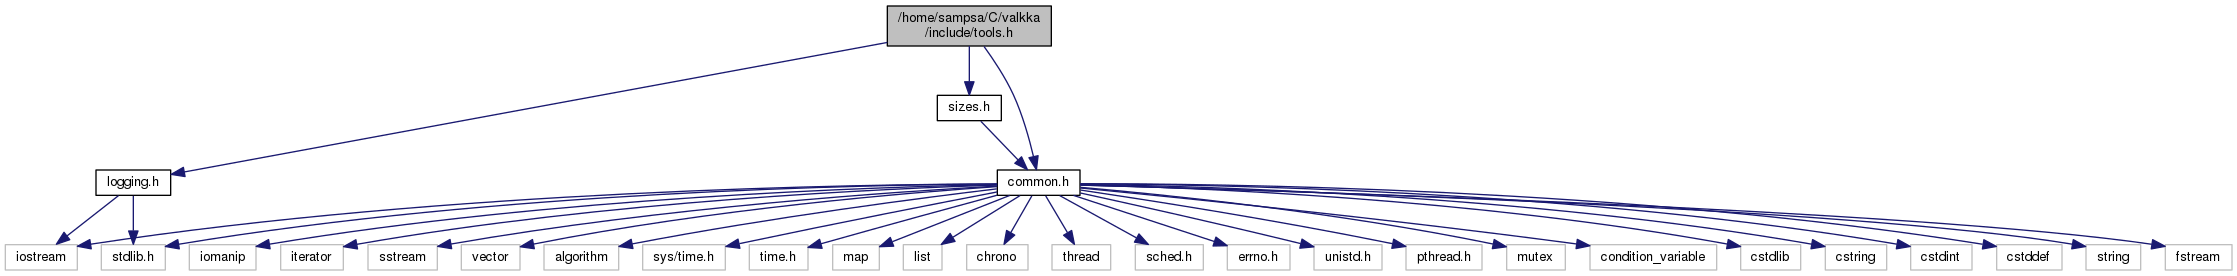 /home/sampsa/C/valkka
/include/tools.h
sizes.h
logging.h
common.h
iostream
stdlib.h
iomanip
iterator
sstream
vector
algorithm
sys/time.h
time.h
map
list
chrono
thread
sched.h
errno.h
unistd.h
pthread.h
mutex
condition_variable
cstdlib
cstring
cstdint
cstddef
string
fstream